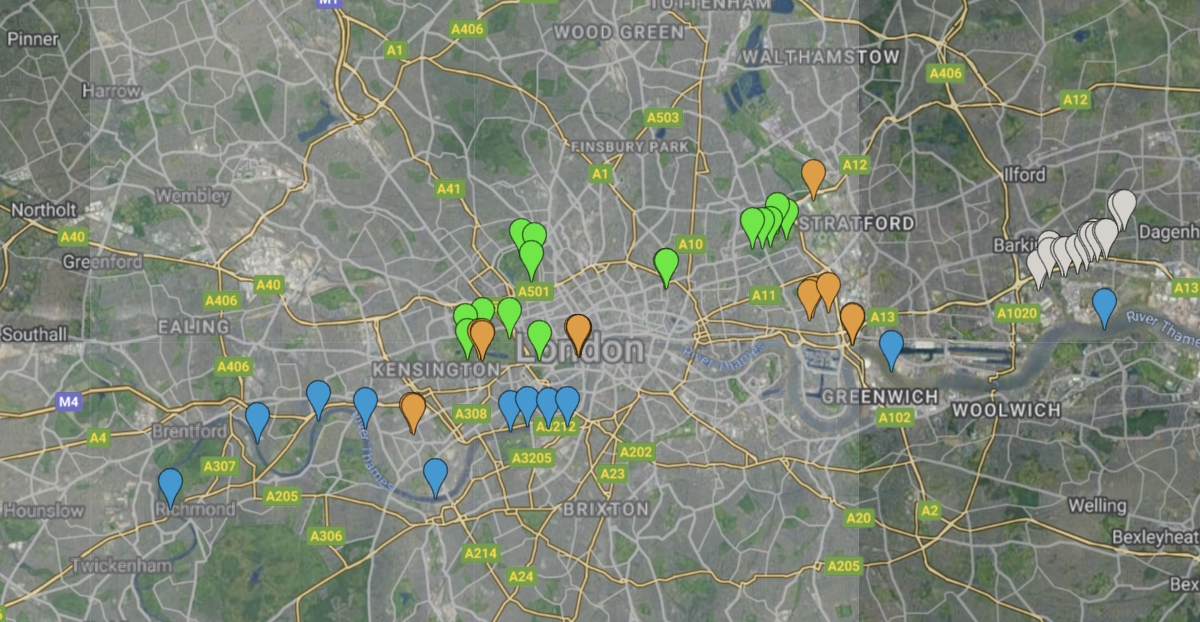 M1
TOTTENHAM
Pinner
A406
WOOD GREEN
A1
WALTHAMSTOW
A406
Harrow
A12
A503
FINSBURY PARK
A12
A1
Ilford
A41
Wembley
Northolt
STRATFORD
A40
A10
Barki
Dagenh
Greenford
A40
A501
A11
A13
A406
A1020
A13
EALING
River Thame
Southall
London
River Thames
A406
KENSINGTON
GREENWICH
M4
A308
A102
WOOLWICH
A4
Brentford
A3212
A202
A307
A3205
A23
River Thames
A205
Hounslow
Richmond
BRIXTON
A20
A2
Welling
A306
Bexleyheat
A214
Twickenham
A24
A205
Bex